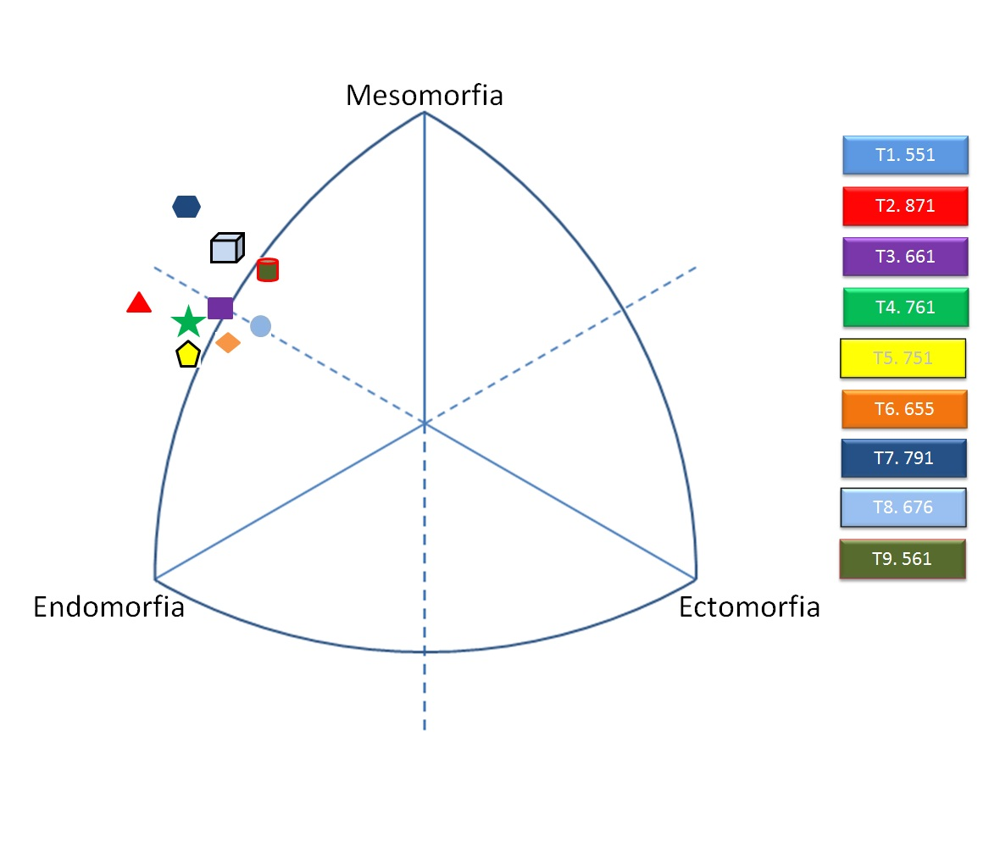 Mesomorfia
T1. 551
T2. 871
T3. 661
T4. 761
T5. 751
T6. 655
T7. 791
T8. 676
T9. 561
Endomorfia
Ectomorfia